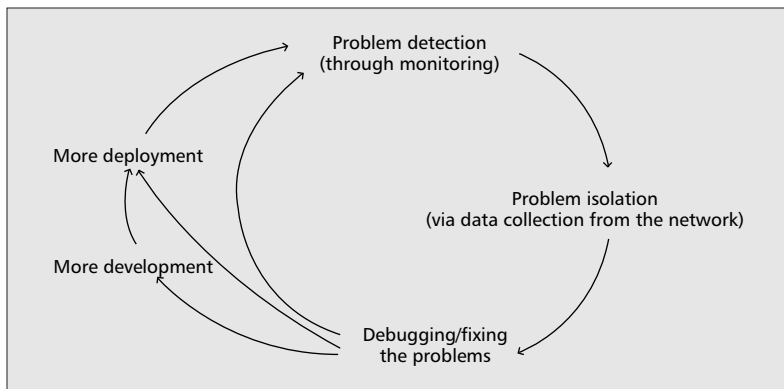 Problem detection
(through monitoring)
More deployment
Problem isolation
(via data collection from the network)
More development
Debugging/fixing
the problems